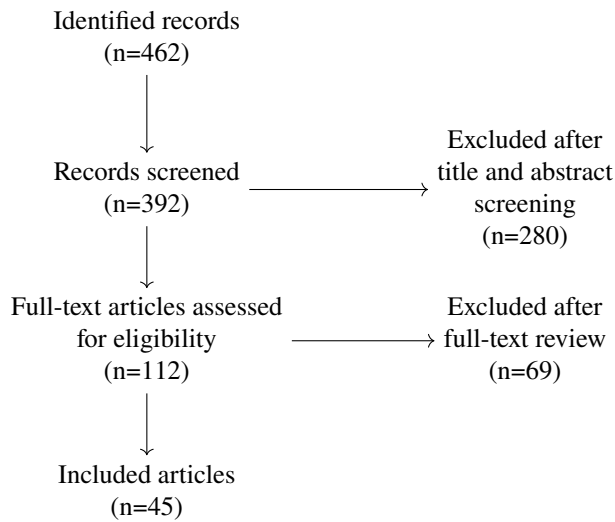 Identified records
(n=462)
Records screened
(n=392)
Excluded after
title and abstract
screening
(n=280)
Full-text articles assessed
for eligibility
(n=112)
Excluded after
full-text review
(n=69)
Included articles
(n=45)